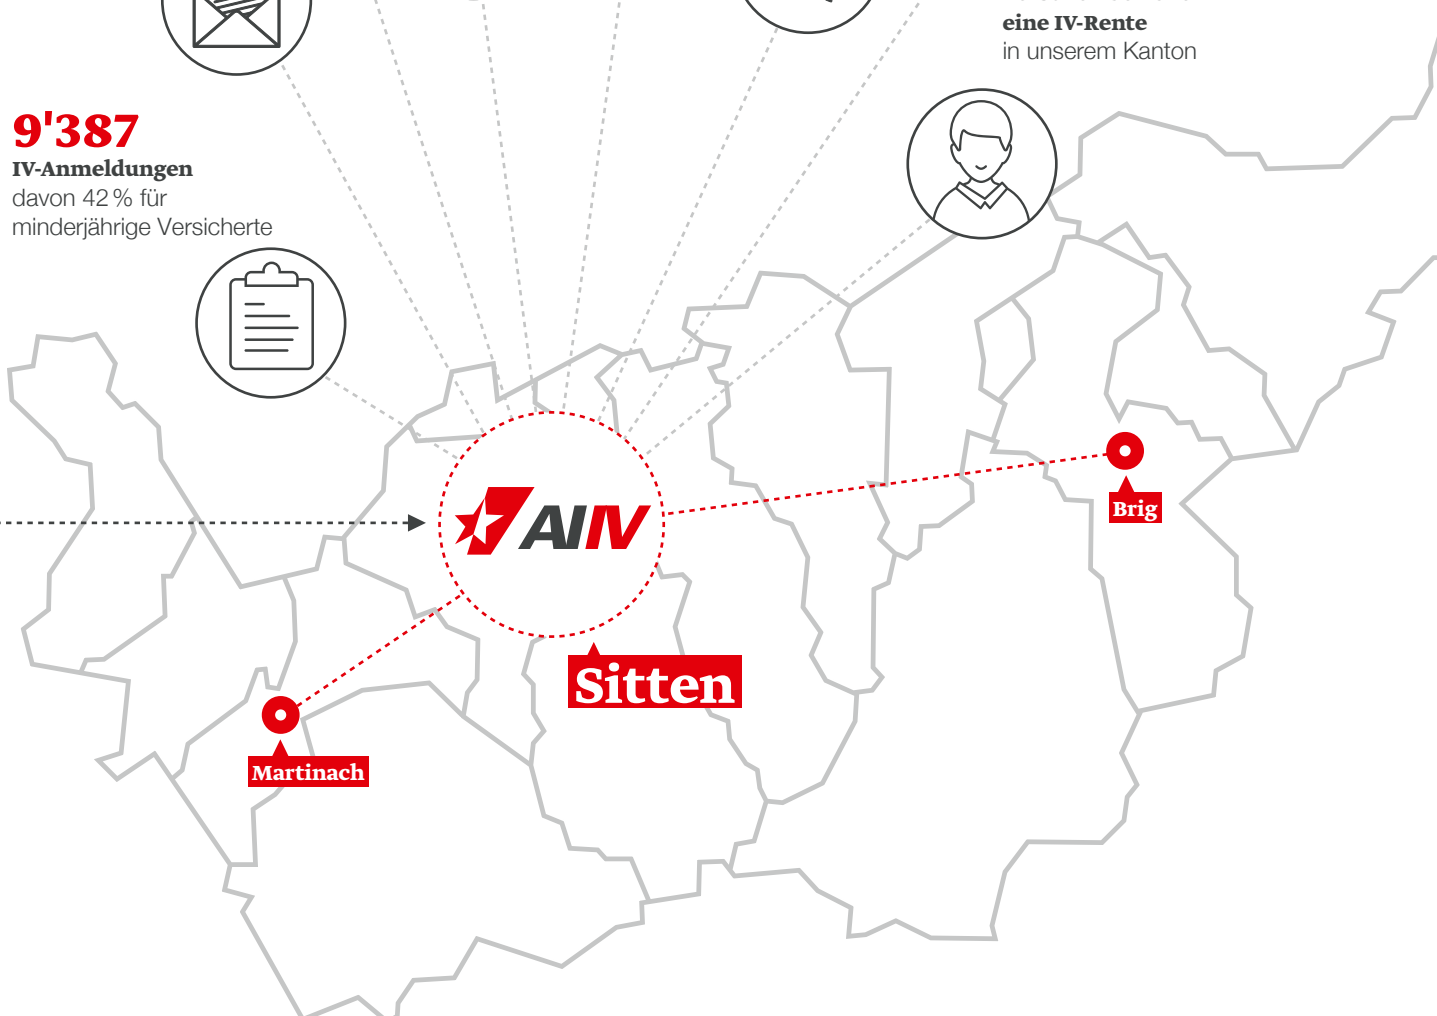 eine IV-Rente
in unserem Kanton
9'387
IV-Anmeldungen
davon 42 % für
minderjährige Versicherte
AIIV
Brig
Sitten
Martinach